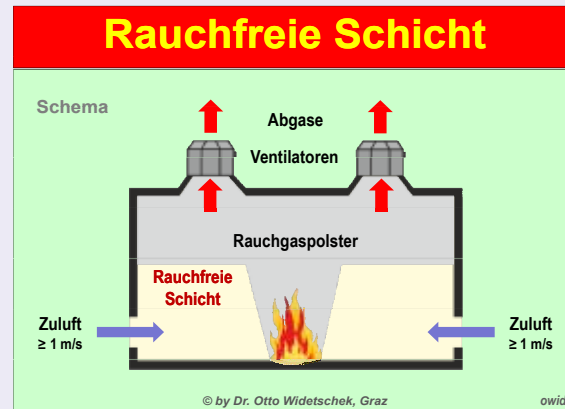 Rauchfreie Schicht
Schema
Abgase
Ventilatoren
Rauchgaspolster
Rauchfreie
Schicht
Zuluft
≥ 1 m/s
Zuluft
≥ 1 m/s
© by Dr. Otto Widetschek, Graz
owid